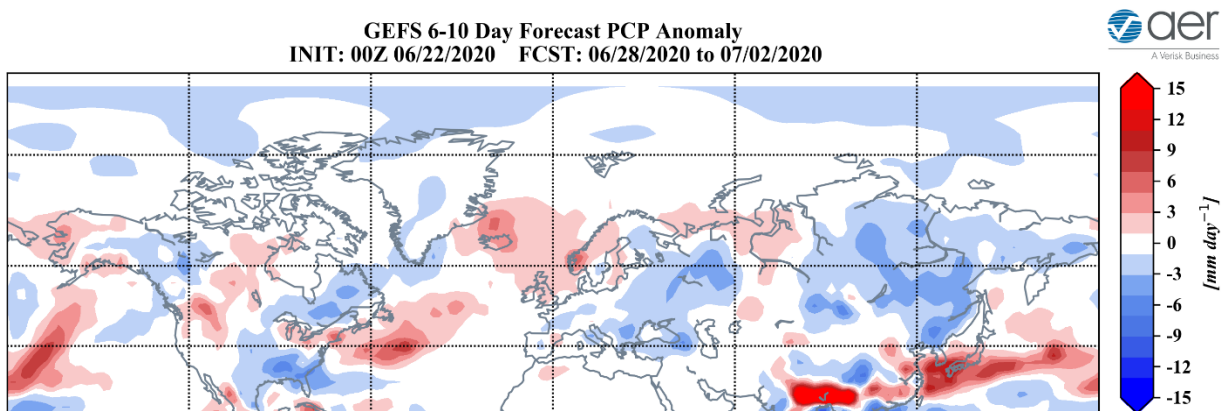 GEFS 6-10 Day Forecast PCP Anomaly
INIT: 00Z 06/22/2020 FCST: 06/28/2020 to 07/02/2020
aer
A Verisk Business
15
12
9
6
3
0
-3
-6
-9
-12
-15
[mm day⁻¹]